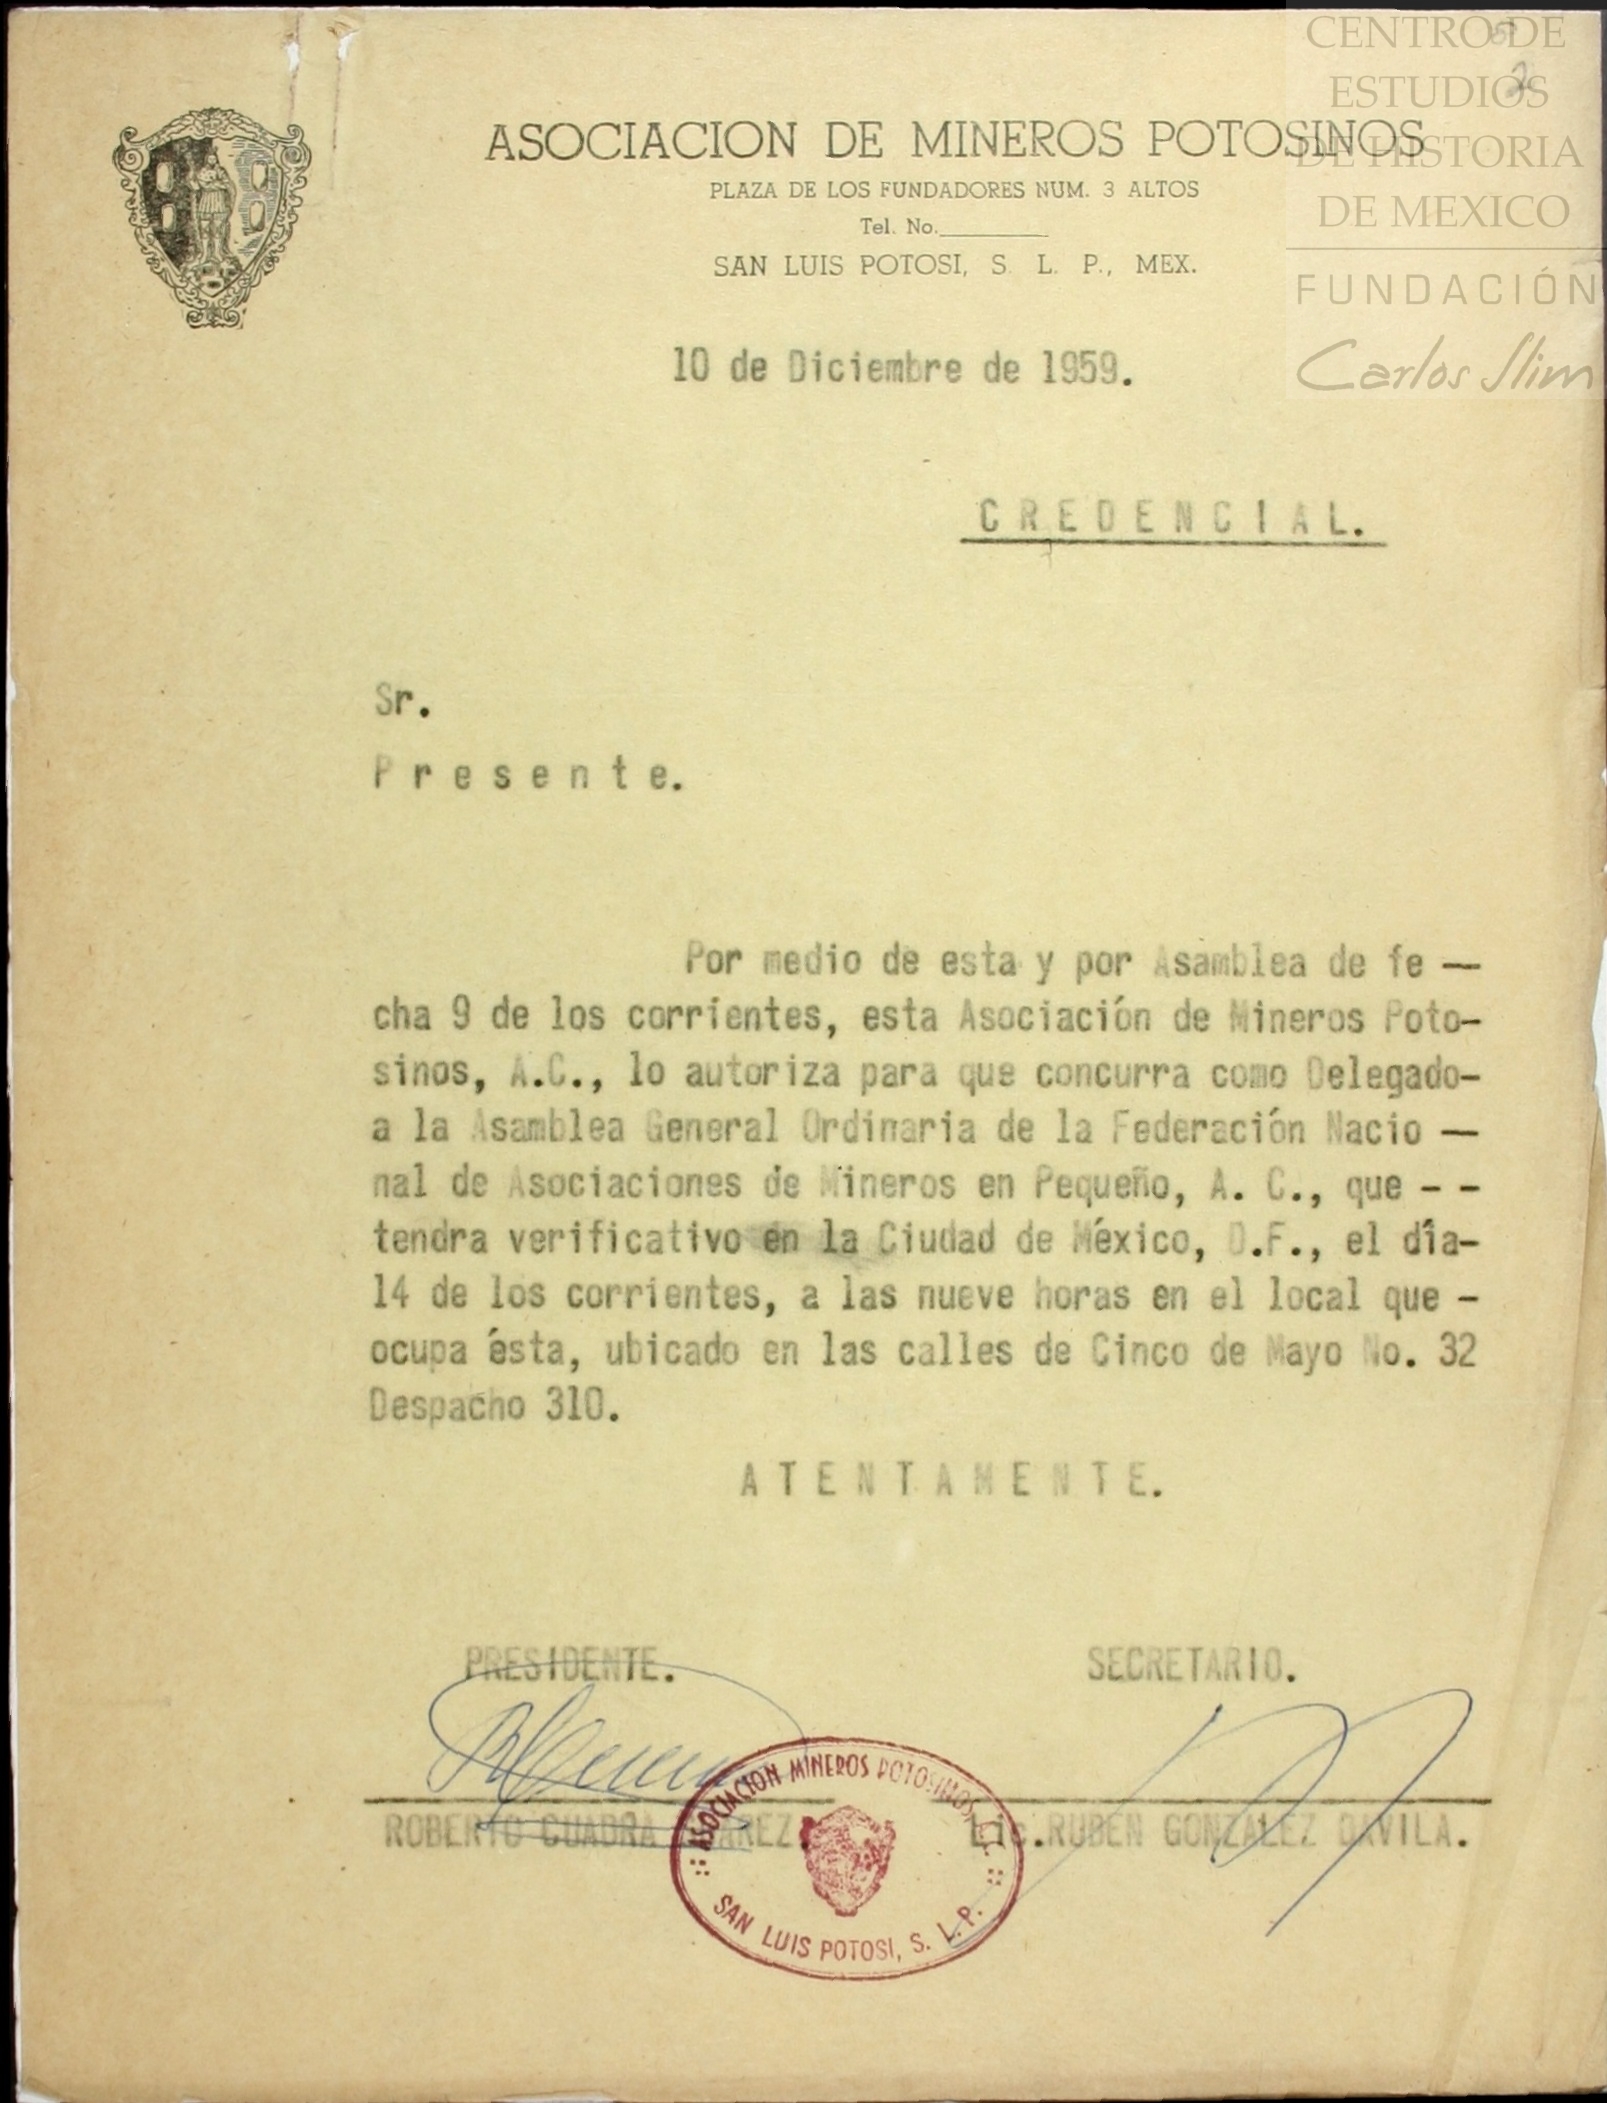 CENTRO DE
ESTUDIOS
DE HISTORIA
DE MEXICO
FUNDACIÓN
Carlos Slim
2
ASOCIACION DE MINEROS POTOSINOS
PLAZA DE LOS FUNDADORES NUM. 3 ALTOS
Tel. No.________
SAN LUIS POTOSI, S. L. P., MEX.
10 de Diciembre de 1959.
C R E D E N C I A L.
Sr.
P r e s e n t e.
Por medio de esta y por Asamblea de fe —
cha 9 de los corrientes, esta Asociación de Mineros Poto-
sinos, A.C., lo autoriza para que concurra como Delegado-
a la Asamblea General Ordinaria de la Federación Nacio —
nal de Asociaciones de Mineros en Pequeño, A. C., que - -
tendra verificativo en la Ciudad de México, D.F., el día-
14 de los corrientes, a las nueve horas en el local que -
ocupa ésta, ubicado en las calles de Cinco de Mayo No. 32
Despacho 310.
A T E N T A M E N T E.
PRESIDENTE. SECRETARIO.
ROBERTO CUADRA Lic.RUBEN GONZALEZ DAVILA.
ASOCIACION MINEROS POTOSINOS
SAN LUIS POTOSI, S. L. P.